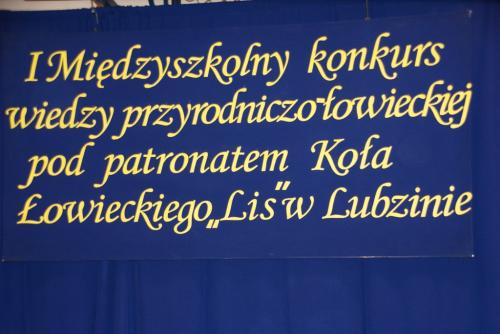 I Międzyszkolny konkurs
wiedzy przyrodniczo-łowieckiej
pod patronatem Koła
Łowieckiego „Lis” w Lubzinie